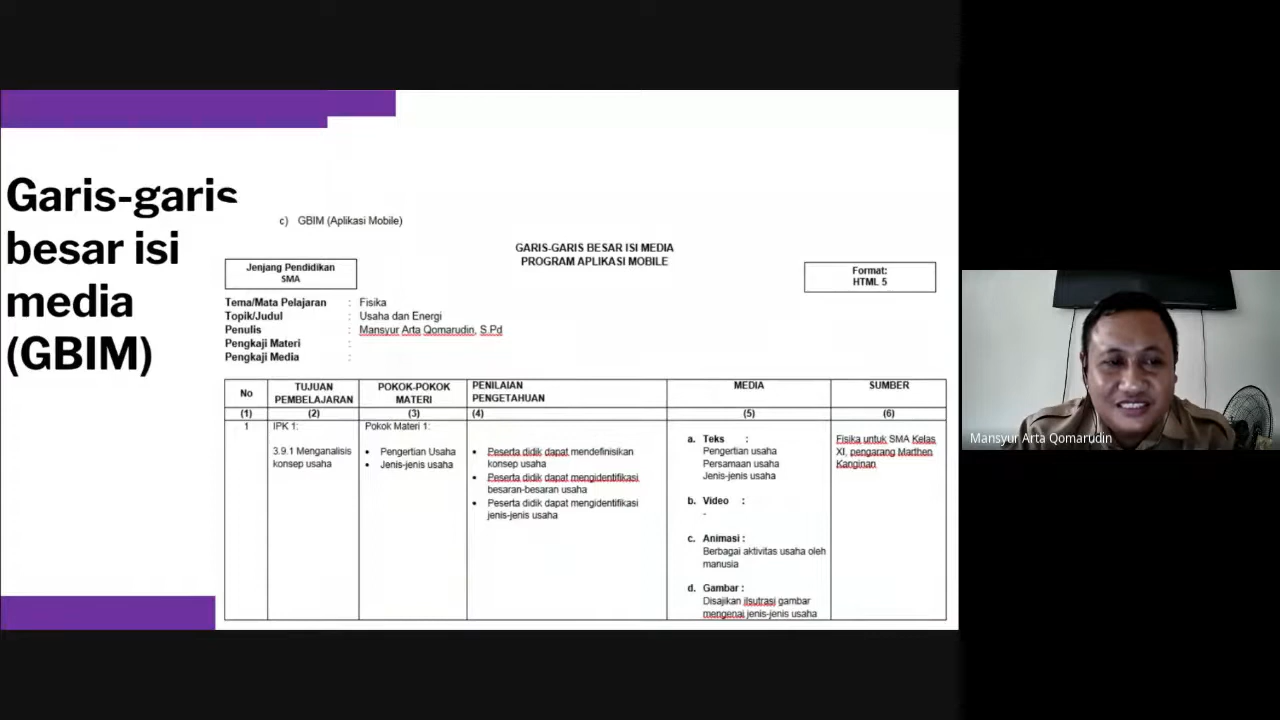 Garis-garis
besar isi
media
(GBIM)
c) GBIM (Aplikasi Mobile)
GARIS-GARIS BESAR ISI MEDIA
PROGRAM APLIKASI MOBILE
Jenjang Pendidikan
SMA
Format:
HTML 5
Tema/Mata Pelajaran : Fisika
Topik/Judul : Usaha dan Energi
Penulis : Mansyur Arta Qomarudin, S.Pd
Pengkaji Materi :
Pengkaji Media :
No
TUJUAN
PEMBELAJARAN
POKOK-POKOK
MATERI
PENILAIAN
PENGETAHUAN
MEDIA
SUMBER
(1) (2) (3) (4) (5) (6)
1
IPK 1:
3.9.1 Menganalisis
konsep usaha
Pokok Materi 1:
• Pengertian Usaha
• Jenis-jenis usaha
• Peserta didik dapat mendefinisikan
konsep usaha
• Peserta didik dapat mengidentifikasi
besaran-besaran usaha
• Peserta didik dapat mengidentifikasi
jenis-jenis usaha
a. Teks :
Pengertian usaha
Persamaan usaha
Jenis-jenis usaha
b. Video :
-
c. Animasi :
Berbagai aktivitas usaha oleh
manusia
d. Gambar :
Disajikan ilsutrasi gambar
mengenai jenis-jenis usaha
Fisika untuk SMA Kelas
XI, pengarang Marthen
Kanginan
Mansyur Arta Qomarudin